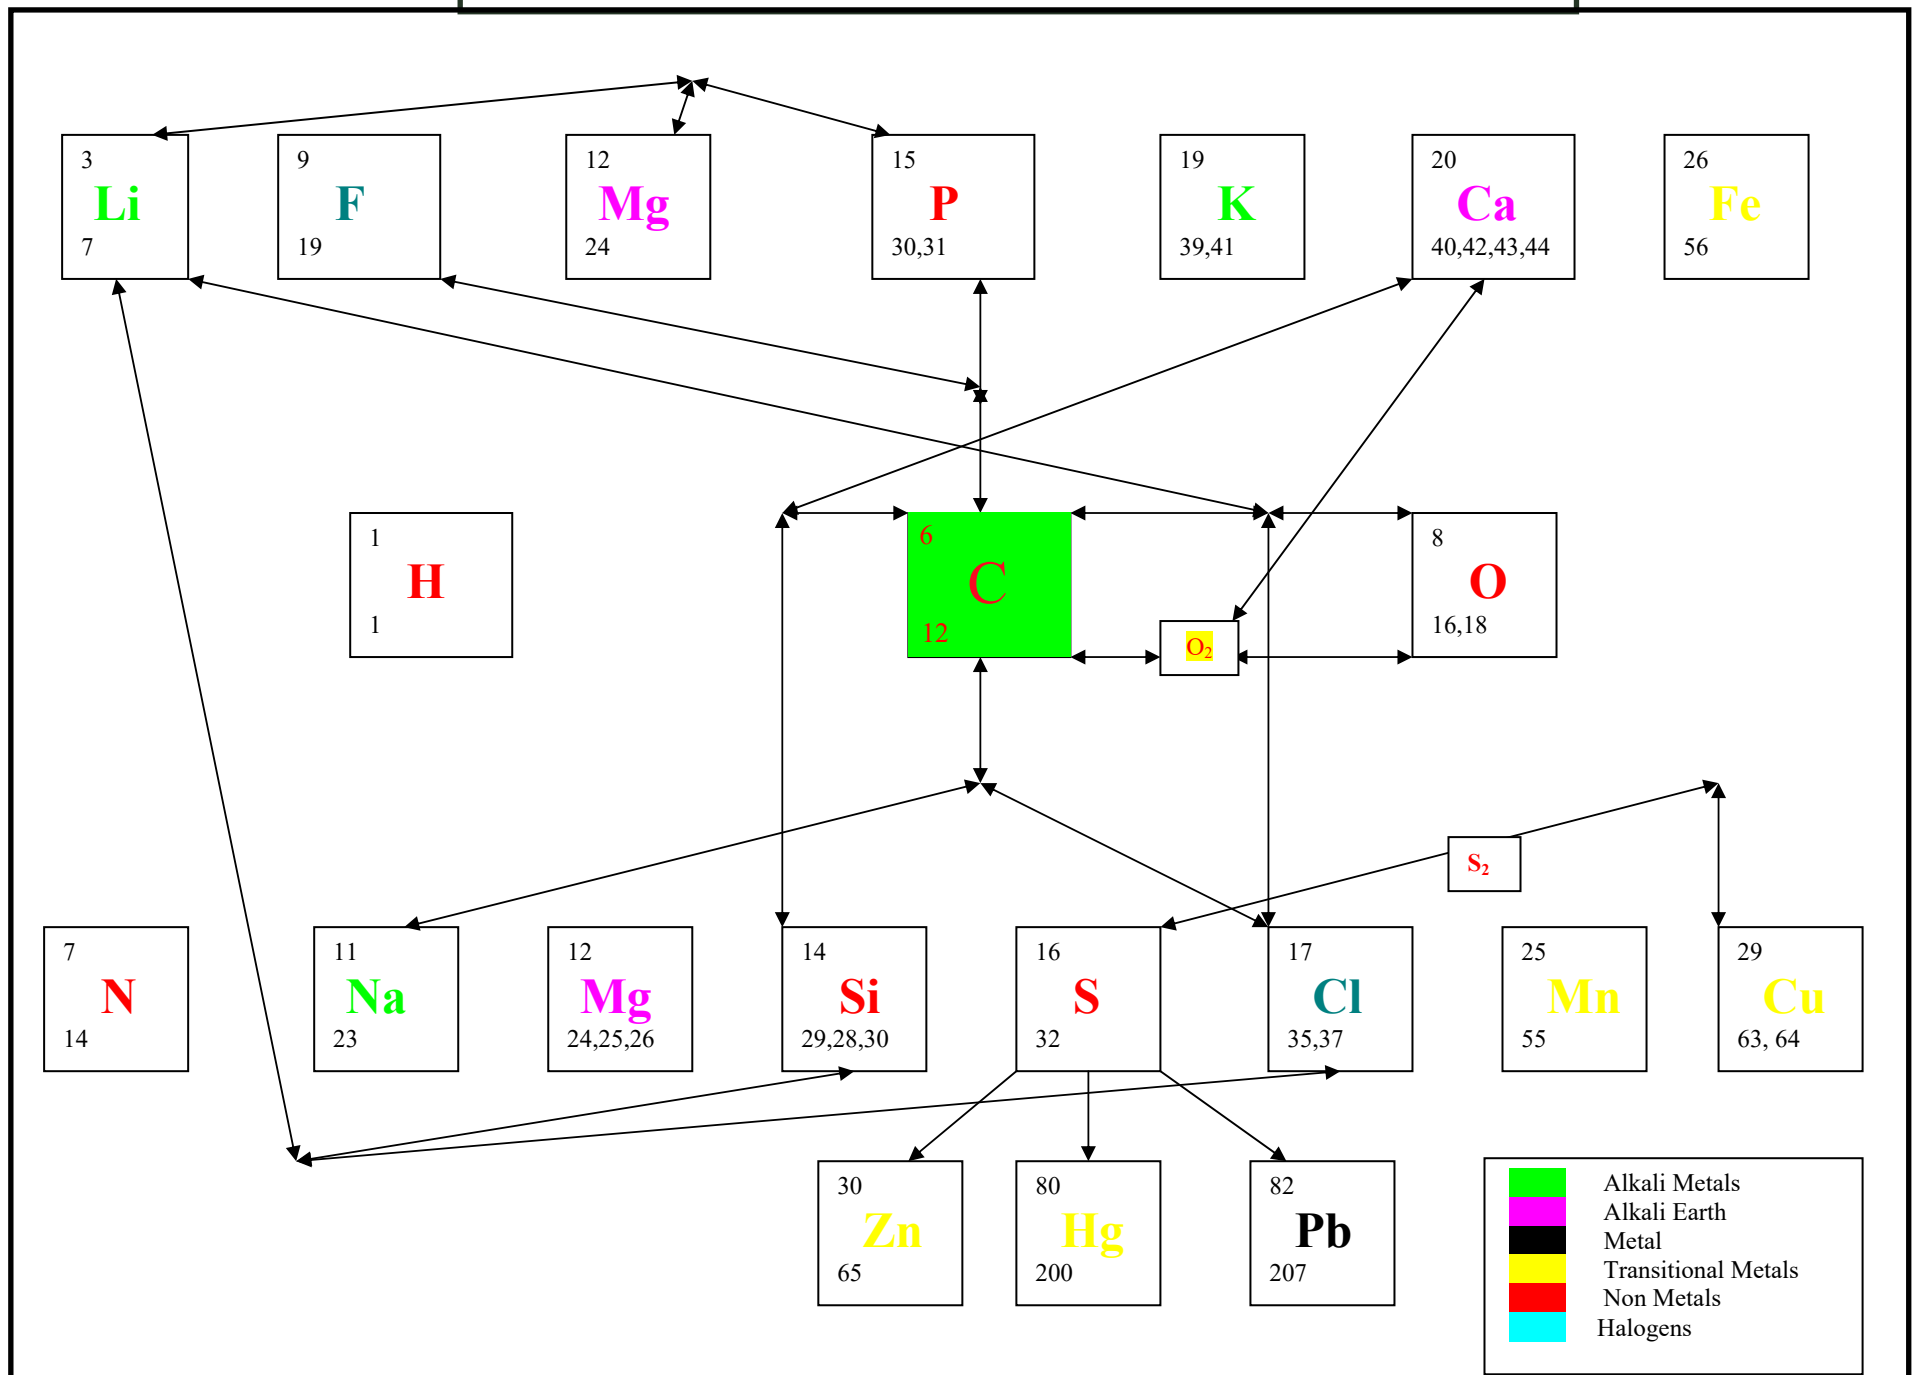 3
Li
7
9
F
19
12
Mg
24
15
P
30,31
19
K
39,41
20
Ca
40,42,43,44
26
Fe
56
1
H
1
6
C
12
O₂
8
O
16,18
S₂
7
N
14
11
Na
23
12
Mg
24,25,26
14
Si
29,28,30
16
S
32
17
Cl
35,37
25
Mn
55
29
Cu
63, 64
30
Zn
65
80
Hg
200
82
Pb
207
Alkali Metals
Alkali Earth
Metal
Transitional Metals
Non Metals
Halogens